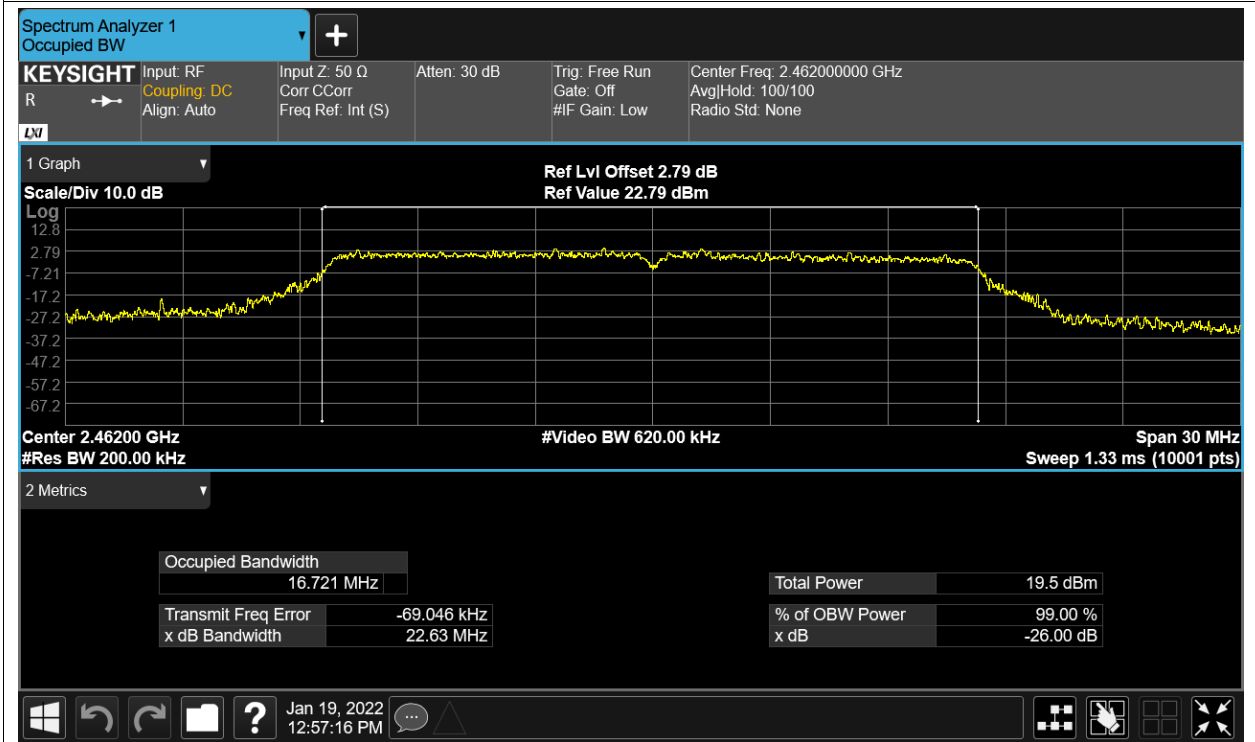 Spectrum Analyzer 1
Occupied BW
KEYSIGHT
R
LXI
Input: RF
Coupling: DC
Align: Auto
Input Z: 50 Ω
Corr CCorr
Freq Ref: Int (S)
Atten: 30 dB
Trig: Free Run
Gate: Off
#IF Gain: Low
Center Freq: 2.462000000 GHz
Avg|Hold: 100/100
Radio Std: None
1 Graph
Scale/Div 10.0 dB
Ref Lvl Offset 2.79 dB
Ref Value 22.79 dBm
Log
12.8
2.79
-7.21
-17.2
-27.2
-37.2
-47.2
-57.2
-67.2
Center 2.46200 GHz
#Video BW 620.00 kHz
Span 30 MHz
#Res BW 200.00 kHz
Sweep 1.33 ms (10001 pts)
2 Metrics
Occupied Bandwidth
16.721 MHz
Transmit Freq Error -69.046 kHz
x dB Bandwidth 22.63 MHz
Total Power 19.5 dBm
% of OBW Power 99.00 %
x dB -26.00 dB
?
Jan 19, 2022
12:57:16 PM